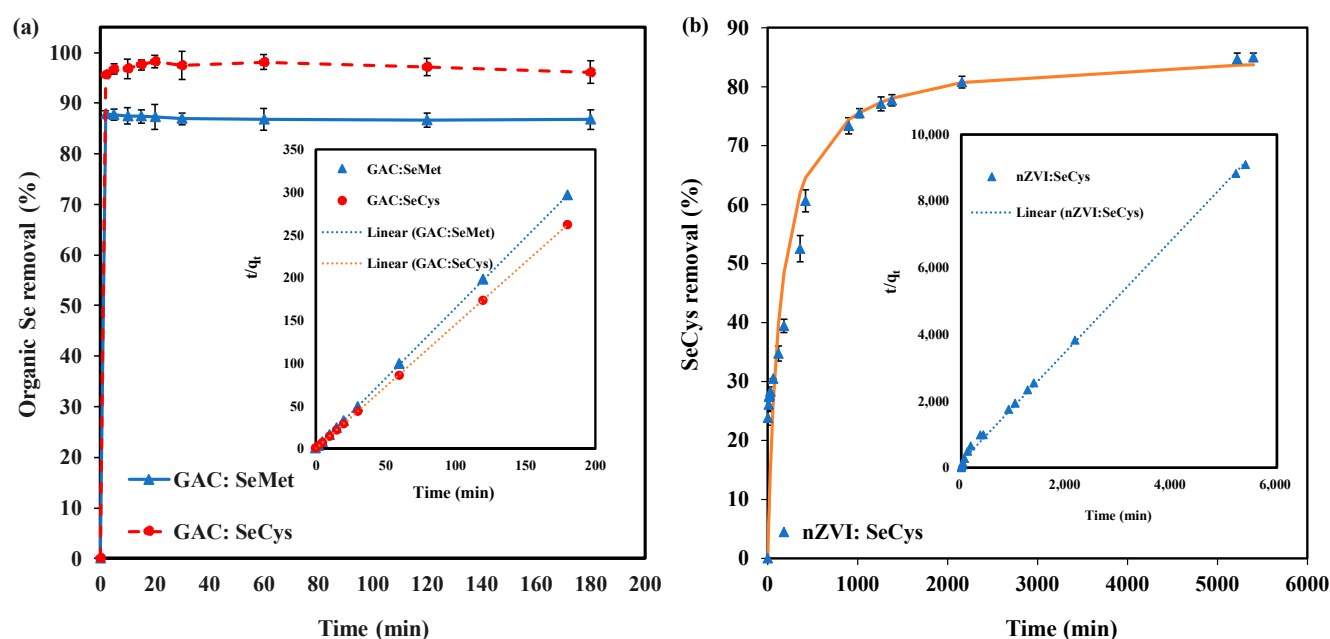 (a)
Organic Se removal (%)
110
100
90
80
70
60
50
40
30
20
10
0
0 20 40 60 80 100 120 140 160 180 200
Time (min)
GAC: SeMet
GAC: SeCys
t/qt
350
300
250
200
150
100
50
0
0 60 120 180 200
Time (min)
GAC:SeMet
GAC:SeCys
Linear (GAC:SeMet)
Linear (GAC:SeCys)
(b)
SeCys removal (%)
90
80
70
60
50
40
30
20
10
0
0 1000 2000 3000 4000 5000 6000
Time (min)
nZVI: SeCys
t/qt
10,000
8,000
6,000
4,000
2,000
0
0 2,000 4,000 6,000
Time (min)
nZVI:SeCys
Linear (nZVI:SeCys)